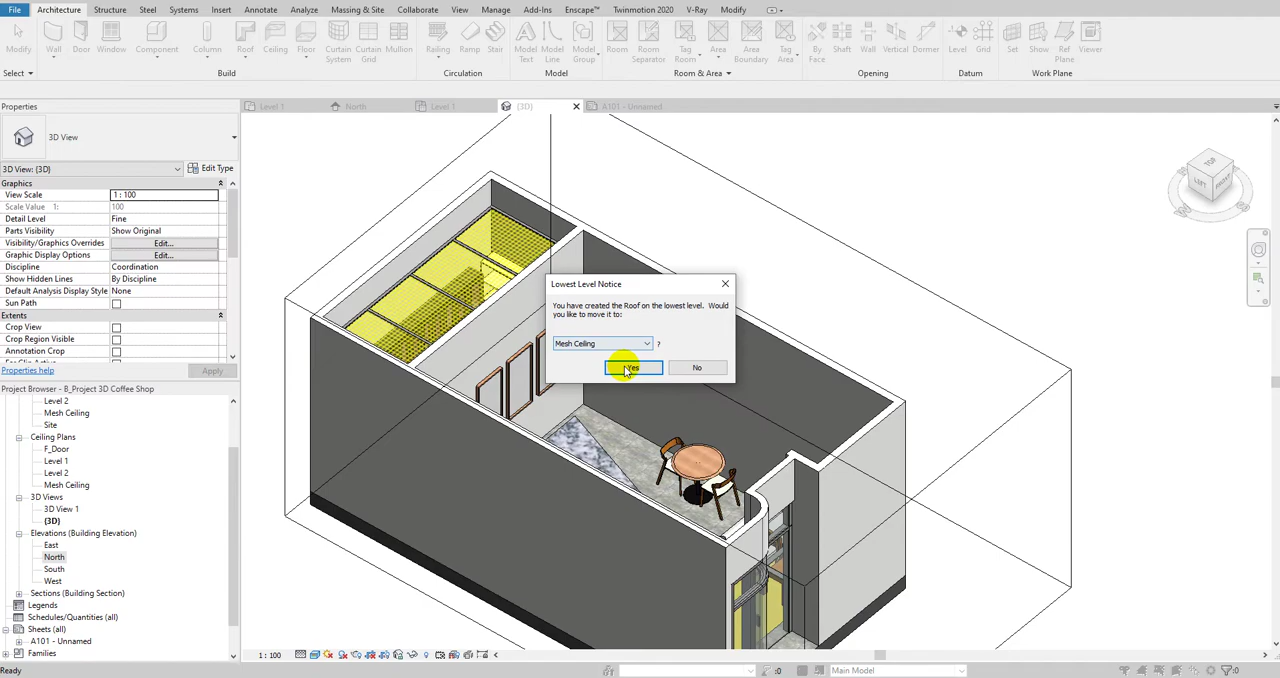 File Architecture Structure Steel Systems Insert Annotate Analyze Massing & Site Collaborate View Manage Add-Ins Enscape™ Twinmotion 2020 V-Ray Modify
Modify Wall Door Window Component Column Roof Ceiling Floor Curtain System Curtain Grid Mullion Railing Ramp Stair Model Text Model Line Model Group Room Room Separator Tag Room Area Area Boundary Tag Area By Face Shaft Wall Vertical Dormer Level Grid Set Show Ref Plane Viewer
Select Build Circulation Model Room & Area Opening Datum Work Plane
Properties
Level 1 North Level 1 {3D} A101 - Unnamed
3D View
3D View: {3D} Edit Type
Graphics
View Scale 1 : 100
Scale Value 1: 100
Detail Level Fine
Parts Visibility Show Original
Visibility/Graphics Overrides Edit...
Graphic Display Options Edit...
Discipline Coordination
Show Hidden Lines By Discipline
Default Analysis Display Style None
Sun Path
Extents
Crop View
Crop Region Visible
Annotation Crop
Properties help Apply
Project Browser - B_Project 3D Coffee Shop
Level 2
Mesh Ceiling
Site
Ceiling Plans
F_Door
Level 1
Level 2
Mesh Ceiling
3D Views
3D View 1
{3D}
Elevations (Building Elevation)
East
North
South
West
Sections (Building Section)
Legends
Schedules/Quantities (all)
Sheets (all)
A101 - Unnamed
Families
TOP
FRONT
Lowest Level Notice
You have created the Roof on the lowest level. Would
you like to move it to:
Mesh Ceiling ?
Yes No
1 : 100
Ready :0 Main Model :0